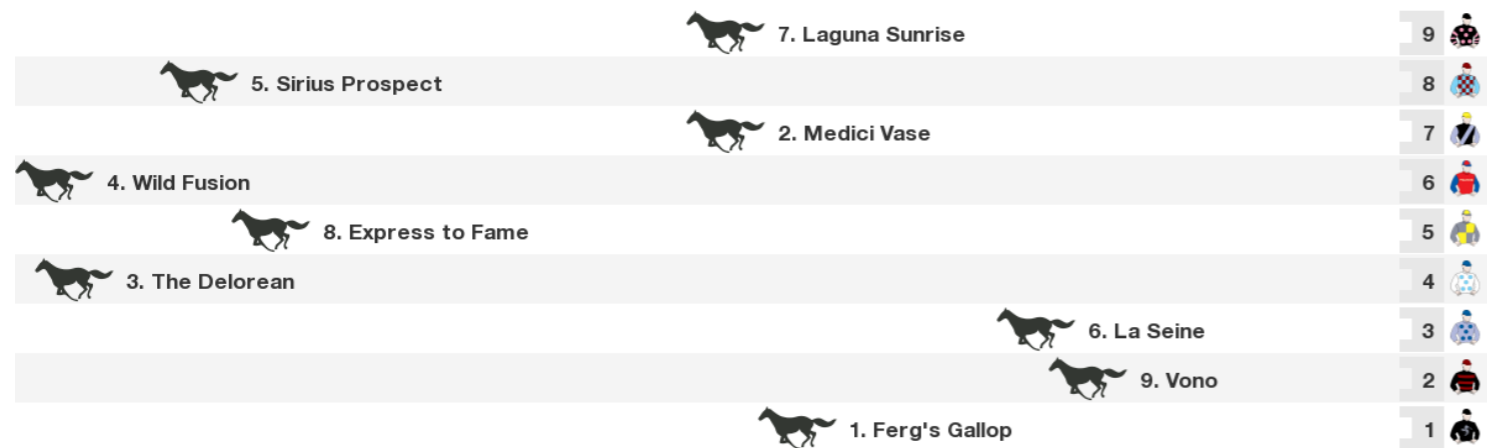 7. Laguna Sunrise 9
5. Sirius Prospect 8
2. Medici Vase 7
4. Wild Fusion 6
8. Express to Fame 5
3. The Delorean 4
6. La Seine 3
9. Vono 2
1. Ferg's Gallop 1